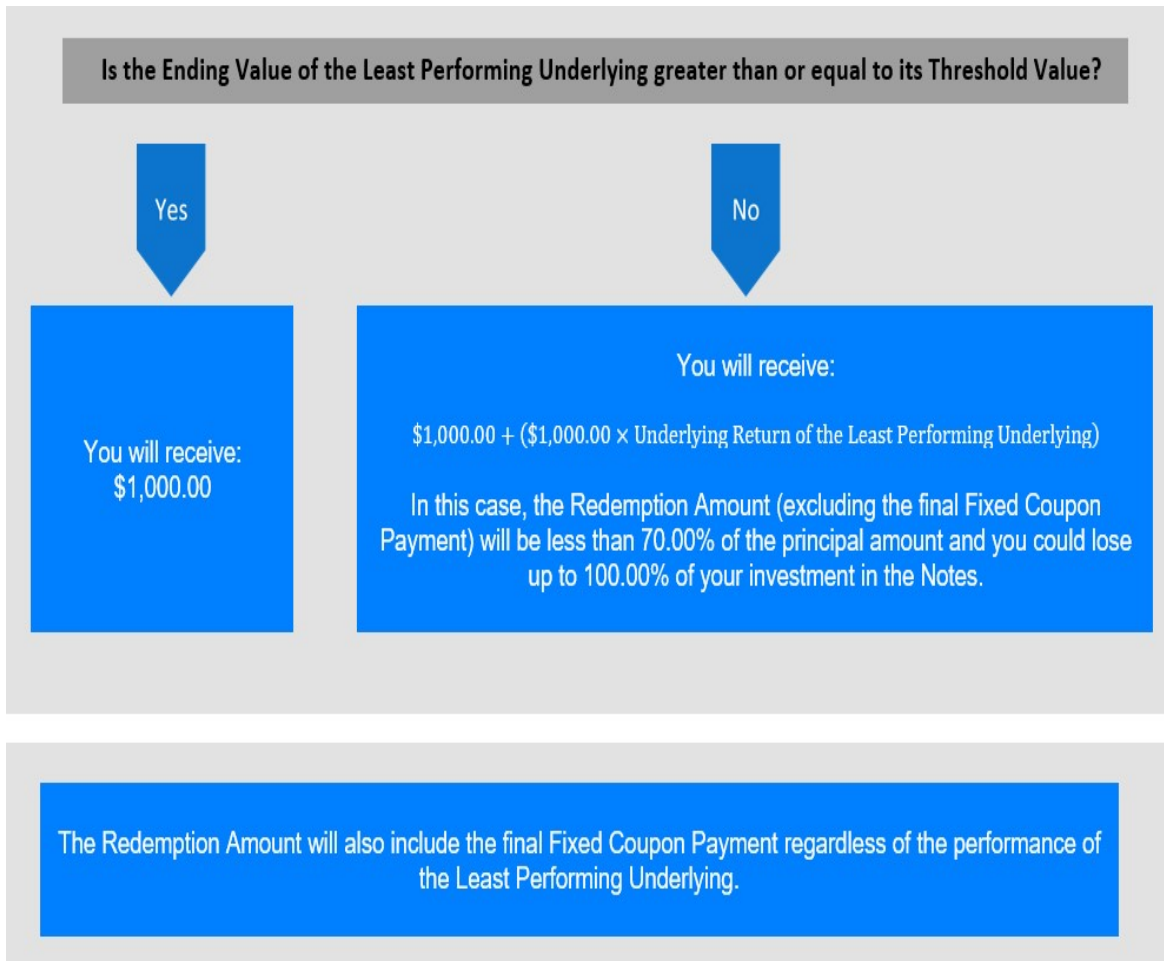 Is the Ending Value of the Least Performing Underlying greater than or equal to its Threshold Value?
Yes
No
You will receive:
$1,000.00
You will receive:
$1,000.00 + ($1,000.00 × Underlying Return of the Least Performing Underlying)
In this case, the Redemption Amount (excluding the final Fixed Coupon
Payment) will be less than 70.00% of the principal amount and you could lose
up to 100.00% of your investment in the Notes.
The Redemption Amount will also include the final Fixed Coupon Payment regardless of the performance of
the Least Performing Underlying.